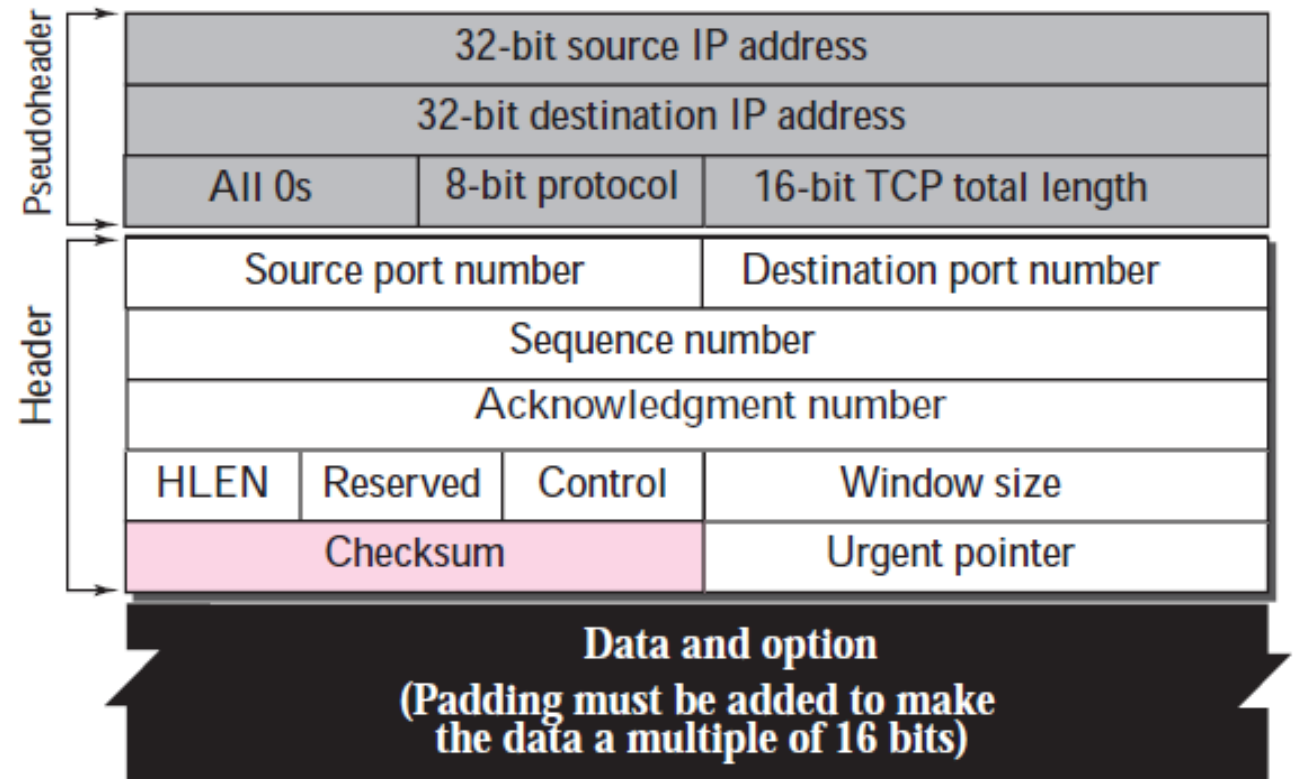 Pseudoheader
32-bit source IP address
32-bit destination IP address
All 0s 8-bit protocol 16-bit TCP total length
Header
Source port number Destination port number
Sequence number
Acknowledgment number
HLEN Reserved Control Window size
Checksum Urgent pointer
Data and option
(Padding must be added to make
the data a multiple of 16 bits)